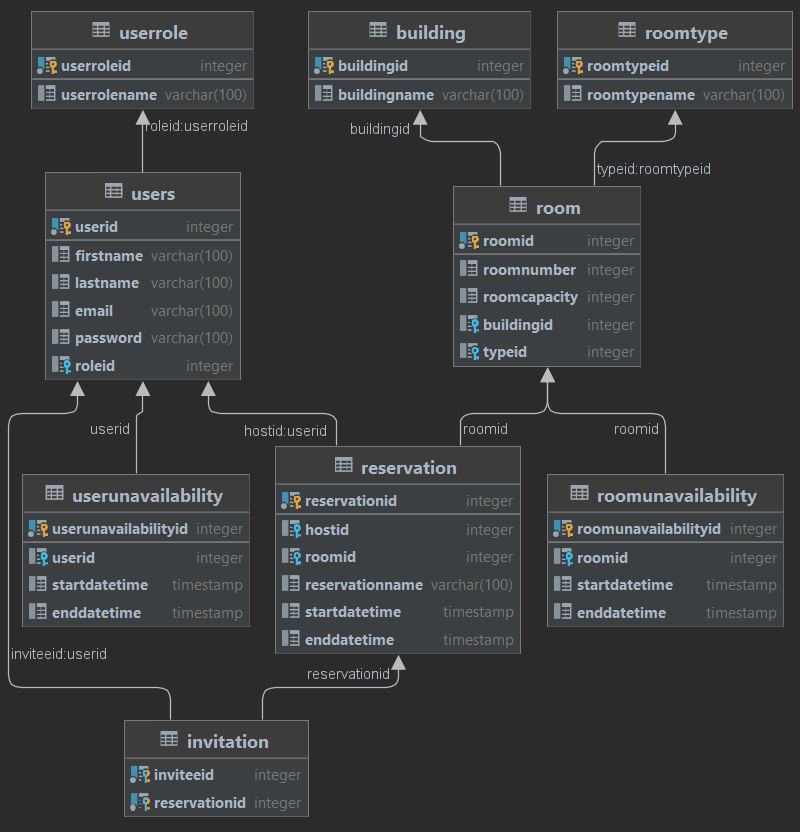 userrole
userroleid integer
userrolename varchar(100)
building
buildingid integer
buildingname varchar(100)
roomtype
roomtypeid integer
roomtypename varchar(100)
roleid:userroleid
buildingid
typeid:roomtypeid
users
userid integer
firstname varchar(100)
lastname varchar(100)
email varchar(100)
password varchar(100)
roleid integer
room
roomid integer
roomnumber integer
roomcapacity integer
buildingid integer
typeid integer
userid
hostid:userid
roomid
roomid
userunavailability
userunavailabilityid integer
userid integer
startdatetime timestamp
enddatetime timestamp
reservation
reservationid integer
hostid integer
roomid integer
reservationname varchar(100)
startdatetime timestamp
enddatetime timestamp
roomunavailability
roomunavailabilityid integer
roomid integer
startdatetime timestamp
enddatetime timestamp
inviteeid:userid
reservationid
invitation
inviteeid integer
reservationid integer